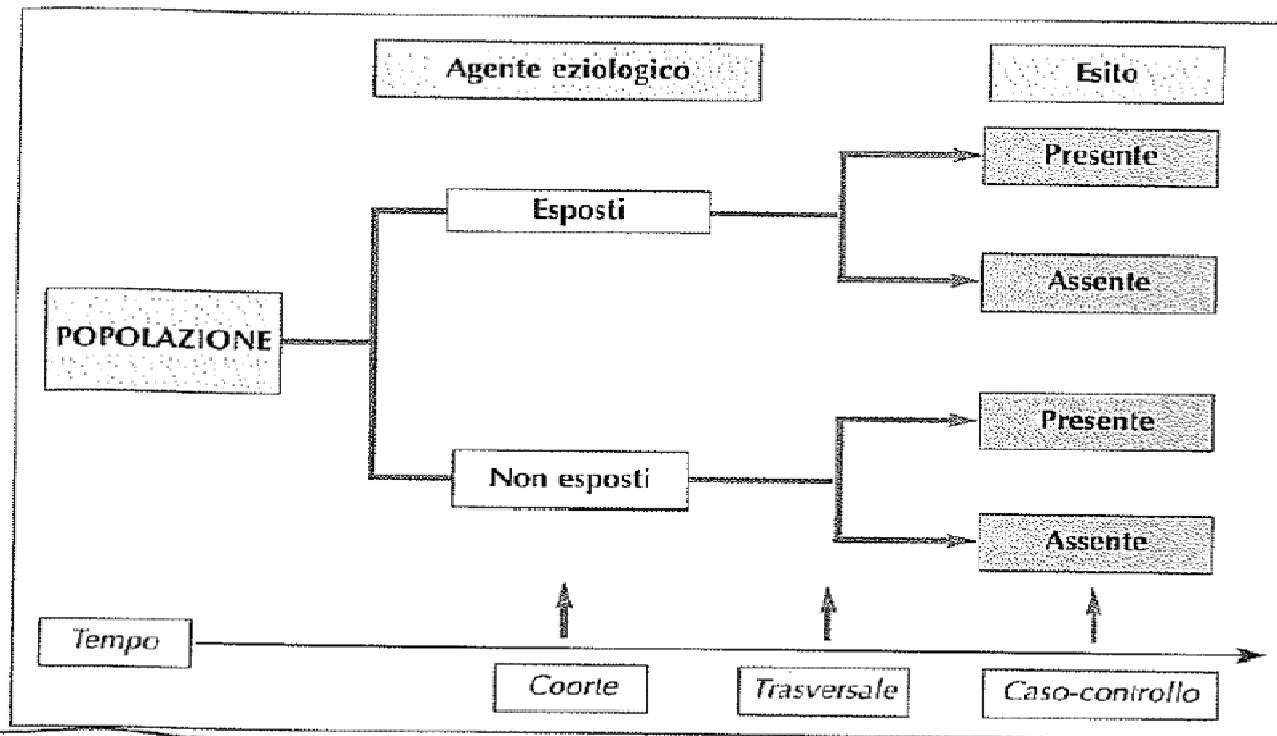 Agente eziologico
Esito
Presente
Esposti
Assente
POPOLAZIONE
Presente
Non esposti
Assente
Tempo
Coorte
Trasversale
Caso-controllo